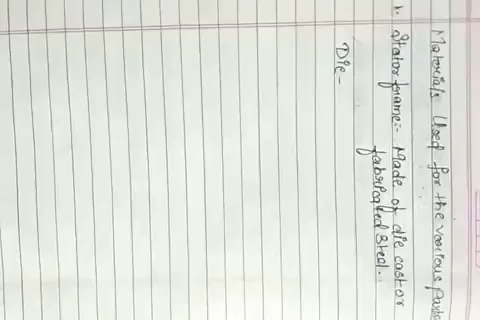 Materials Used for the various Parts
1. Stator frame:- Made of die cast or
fabricated steel.
Die-